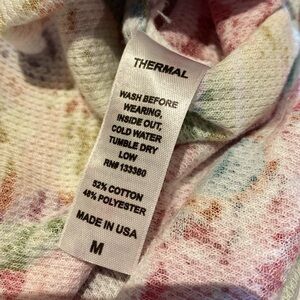 THERMAL
WASH BEFORE
WEARING,
INSIDE OUT,
COLD WATER
TUMBLE DRY
LOW
RN# 133380
52% COTTON
48% POLYESTER
MADE IN USA
M